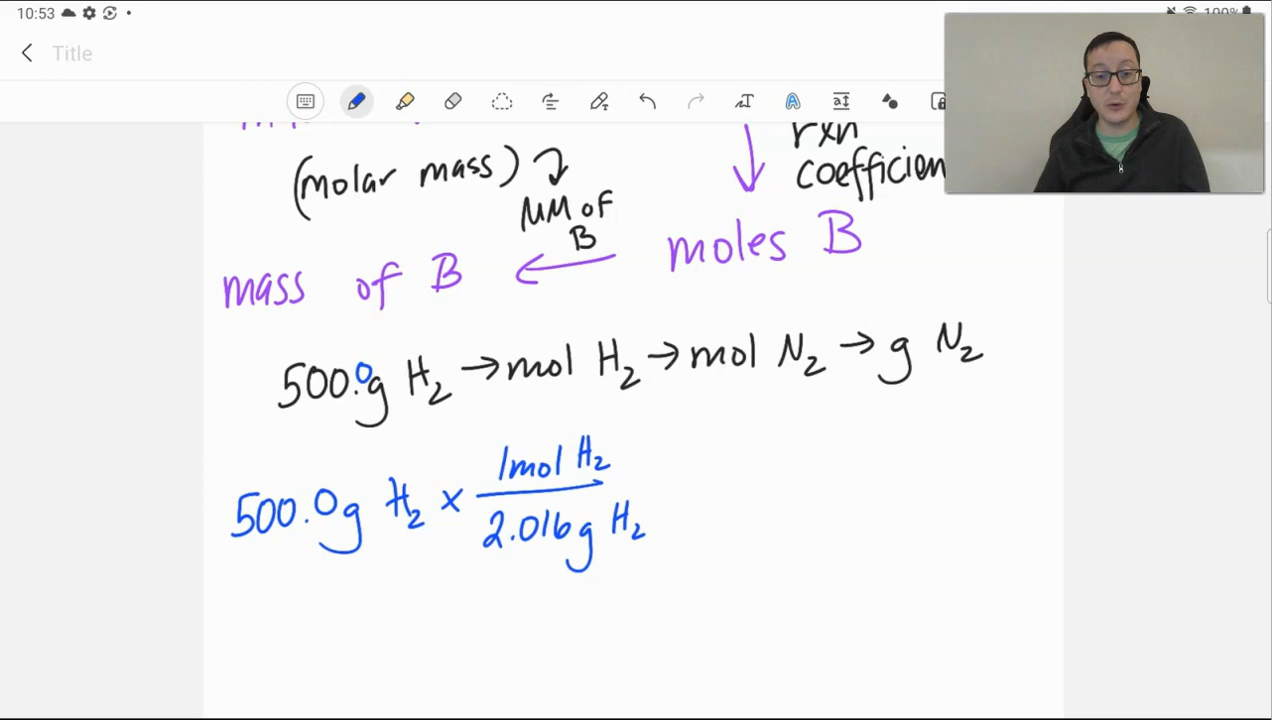 10:53
100%
Title
rxn
(molar mass)
coefficien
MM of
B
moles B
mass of B
500.0g H₂ → mol H₂ → mol N₂ → g N₂
1mol H₂
500.0g H₂ x
2.016g H₂